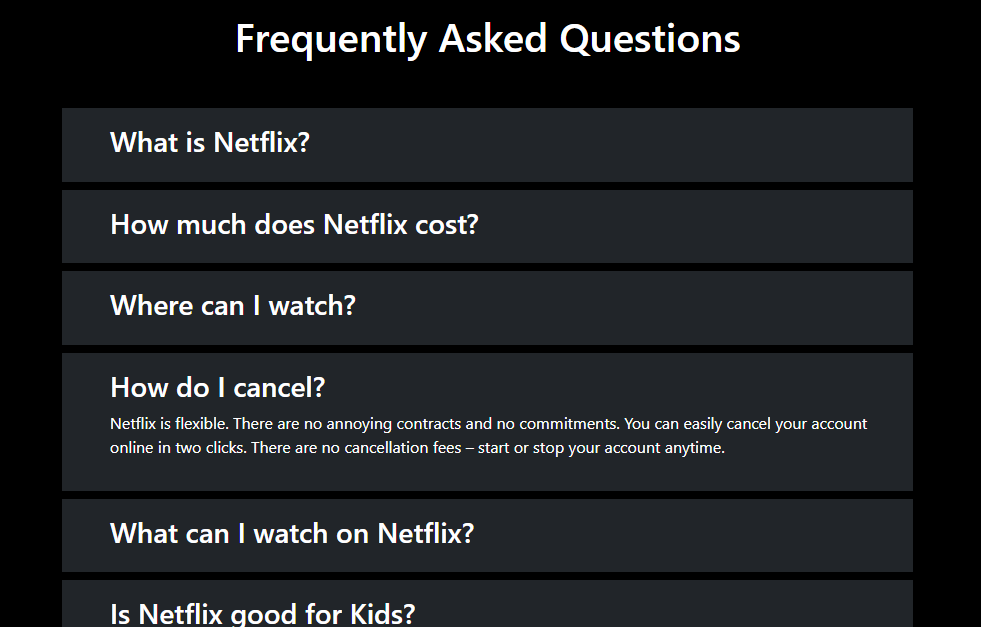 Frequently Asked Questions
What is Netflix?
How much does Netflix cost?
Where can I watch?
How do I cancel?
Netflix is flexible. There are no annoying contracts and no commitments. You can easily cancel your account
online in two clicks. There are no cancellation fees – start or stop your account anytime.
What can I watch on Netflix?
Is Netflix good for Kids?